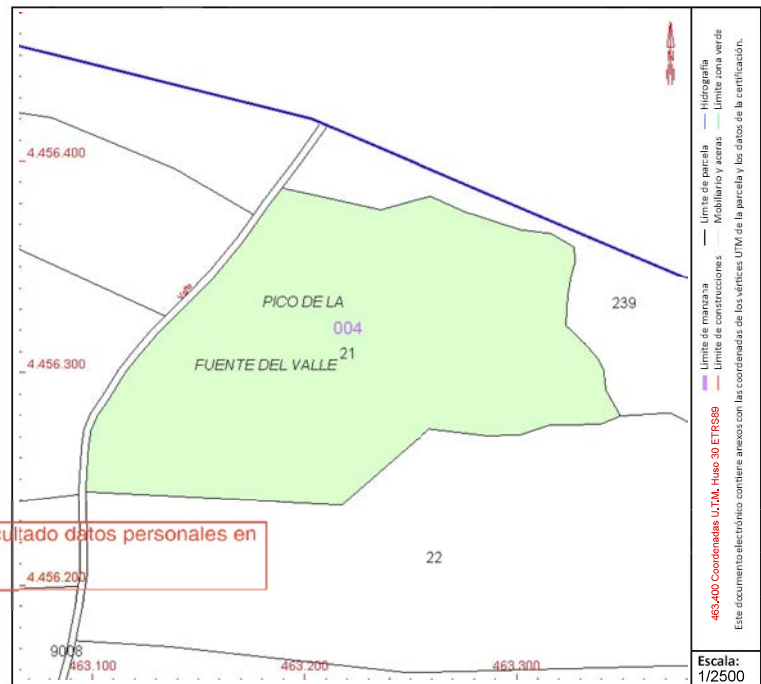 4.456.400
Valle
PICO DE LA
239
004
21
FUENTE DEL VALLE
4.456.300
cultado datos personales en
22
4.456.200
9008
463.100
463.200
463.300
463,400 Coordenadas U.T.M. Huso 30 ETRS89
Límite de manzana
Límite de parcela
Hidrografía
Límite de construcciones
Mobiliario y aceras
Límite zona verde
Este documento electrónico contiene anexos con las coordenadas de los vértices UTM de la parcela y los datos de la certificación.
Escala:
1/2500